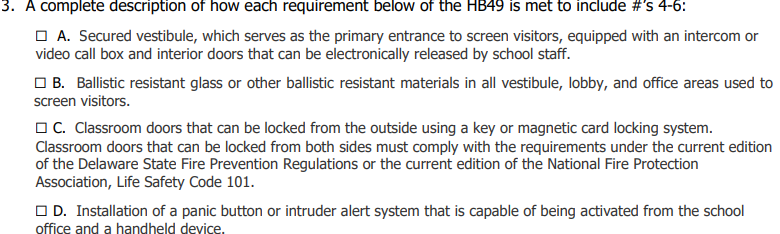 3. A complete description of how each requirement below of the HB49 is met to include #'s 4-6:
☐ A. Secured vestibule, which serves as the primary entrance to screen visitors, equipped with an intercom or
video call box and interior doors that can be electronically released by school staff.
☐ B. Ballistic resistant glass or other ballistic resistant materials in all vestibule, lobby, and office areas used to
screen visitors.
☐ C. Classroom doors that can be locked from the outside using a key or magnetic card locking system.
Classroom doors that can be locked from both sides must comply with the requirements under the current edition
of the Delaware State Fire Prevention Regulations or the current edition of the National Fire Protection
Association, Life Safety Code 101.
☐ D. Installation of a panic button or intruder alert system that is capable of being activated from the school
office and a handheld device.